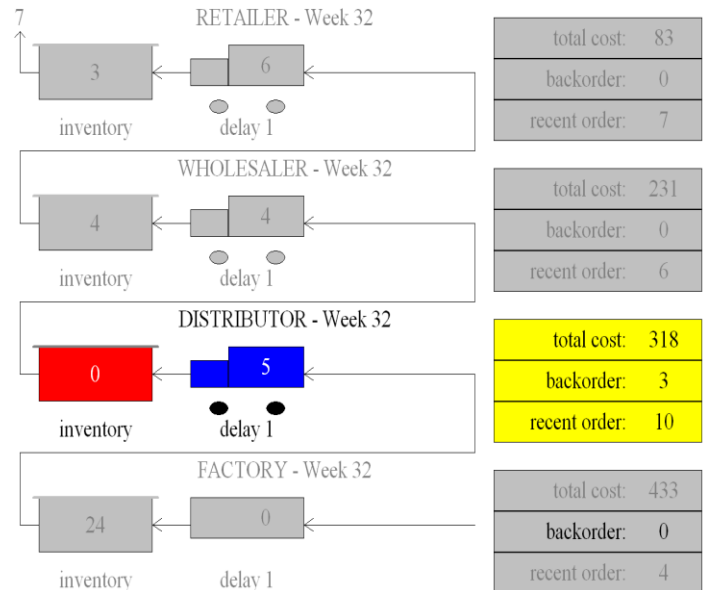 7
RETAILER - Week 32
3
6
inventory
delay 1
total cost: 83
backorder: 0
recent order: 7
WHOLESALER - Week 32
4
4
inventory
delay 1
total cost: 231
backorder: 0
recent order: 6
DISTRIBUTOR - Week 32
0
5
inventory
delay 1
total cost: 318
backorder: 3
recent order: 10
FACTORY - Week 32
24
0
inventory
delay 1
total cost: 433
backorder: 0
recent order: 4